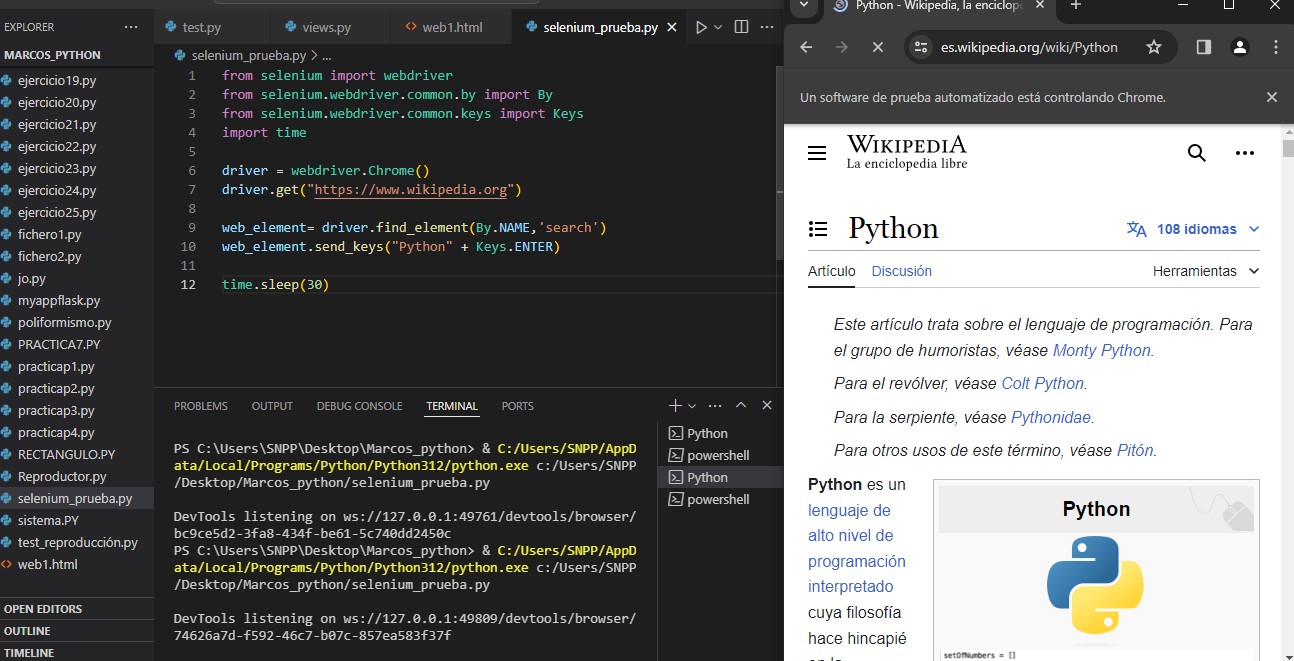 EXPLORER
MARCOS_PYTHON
ejercicio19.py
ejercicio20.py
ejercicio21.py
ejercicio22.py
ejercicio23.py
ejercicio24.py
ejercicio25.py
fichero1.py
fichero2.py
jo.py
myappflask.py
poliformismo.py
PRACTICA7.PY
practicap1.py
practicap2.py
practicap3.py
practicap4.py
RECTANGULO.PY
Reproductor.py
selenium_prueba.py
sistema.PY
test_reproducción.py
web1.html
OPEN EDITORS
OUTLINE
TIMELINE
test.py views.py web1.html selenium_prueba.py
selenium_prueba.py > ...
1 from selenium import webdriver
2 from selenium.webdriver.common.by import By
3 from selenium.webdriver.common.keys import Keys
4 import time
5
6 driver = webdriver.Chrome()
7 driver.get("https://www.wikipedia.org")
8
9 web_element= driver.find_element(By.NAME,'search')
10 web_element.send_keys("Python" + Keys.ENTER)
11
12 time.sleep(30)
PROBLEMS OUTPUT DEBUG CONSOLE TERMINAL PORTS
PS C:\Users\SNPP\Desktop\Marcos_python> & C:/Users/SNPP/AppD
ata/Local/Programs/Python/Python312/python.exe c:/Users/SNPP
/Desktop/Marcos_python/selenium_prueba.py
DevTools listening on ws://127.0.0.1:49761/devtools/browser/
bc9ce5d2-3fa8-434f-be61-5c740dd2450c
PS C:\Users\SNPP\Desktop\Marcos_python> & C:/Users/SNPP/AppD
ata/Local/Programs/Python/Python312/python.exe c:/Users/SNPP
/Desktop/Marcos_python/selenium_prueba.py
DevTools listening on ws://127.0.0.1:49809/devtools/browser/
74626a7d-f592-46c7-b07c-857ea583f37f
Python
powershell
Python
powershell
Python - Wikipedia, la enciclop
es.wikipedia.org/wiki/Python
Un software de prueba automatizado está controlando Chrome.
WIKIPEDIA
La enciclopedia libre
Python
108 idiomas
Artículo Discusión Herramientas
Este artículo trata sobre el lenguaje de programación. Para
el grupo de humoristas, véase Monty Python.
Para el revólver, véase Colt Python.
Para la serpiente, véase Pythonidae.
Para otros usos de este término, véase Pitón.
Python es un
lenguaje de
alto nivel de
programación
interpretado
cuya filosofía
hace hincapié
Python
setOfNumbers = []